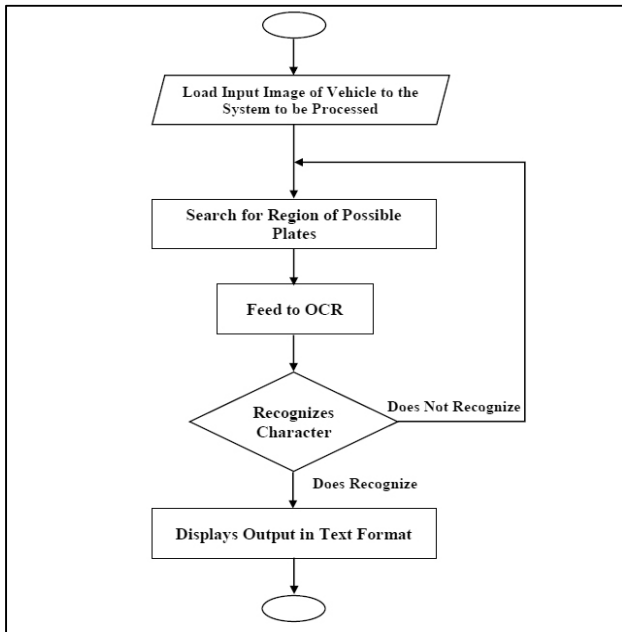 Load Input Image of Vehicle to the
System to be Processed
Search for Region of Possible
Plates
Feed to OCR
Recognizes
Character
Does Not Recognize
Does Recognize
Displays Output in Text Format